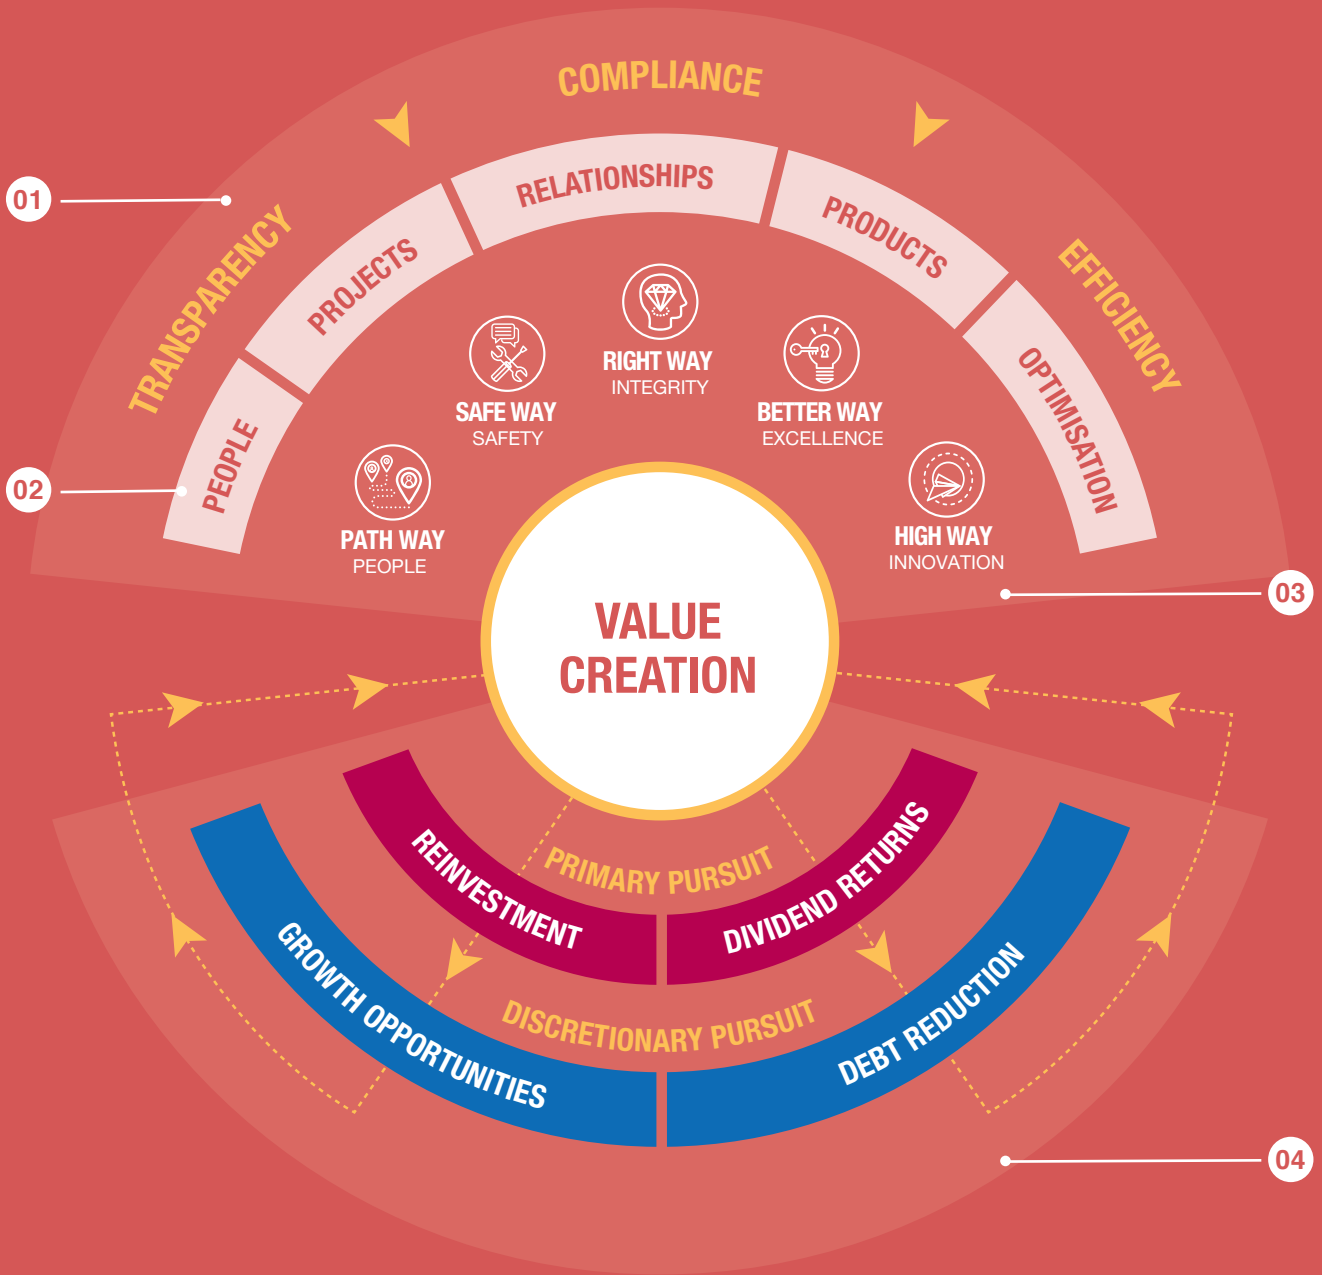 COMPLIANCE
TRANSPARENCY
EFFICIENCY
01
PEOPLE
PROJECTS
RELATIONSHIPS
PRODUCTS
OPTIMISATION
02
PATH WAY
PEOPLE
SAFE WAY
SAFETY
RIGHT WAY
INTEGRITY
BETTER WAY
EXCELLENCE
HIGH WAY
INNOVATION
03
VALUE
CREATION
PRIMARY PURSUIT
REINVESTMENT
DIVIDEND RETURNS
DISCRETIONARY PURSUIT
GROWTH OPPORTUNITIES
DEBT REDUCTION
04